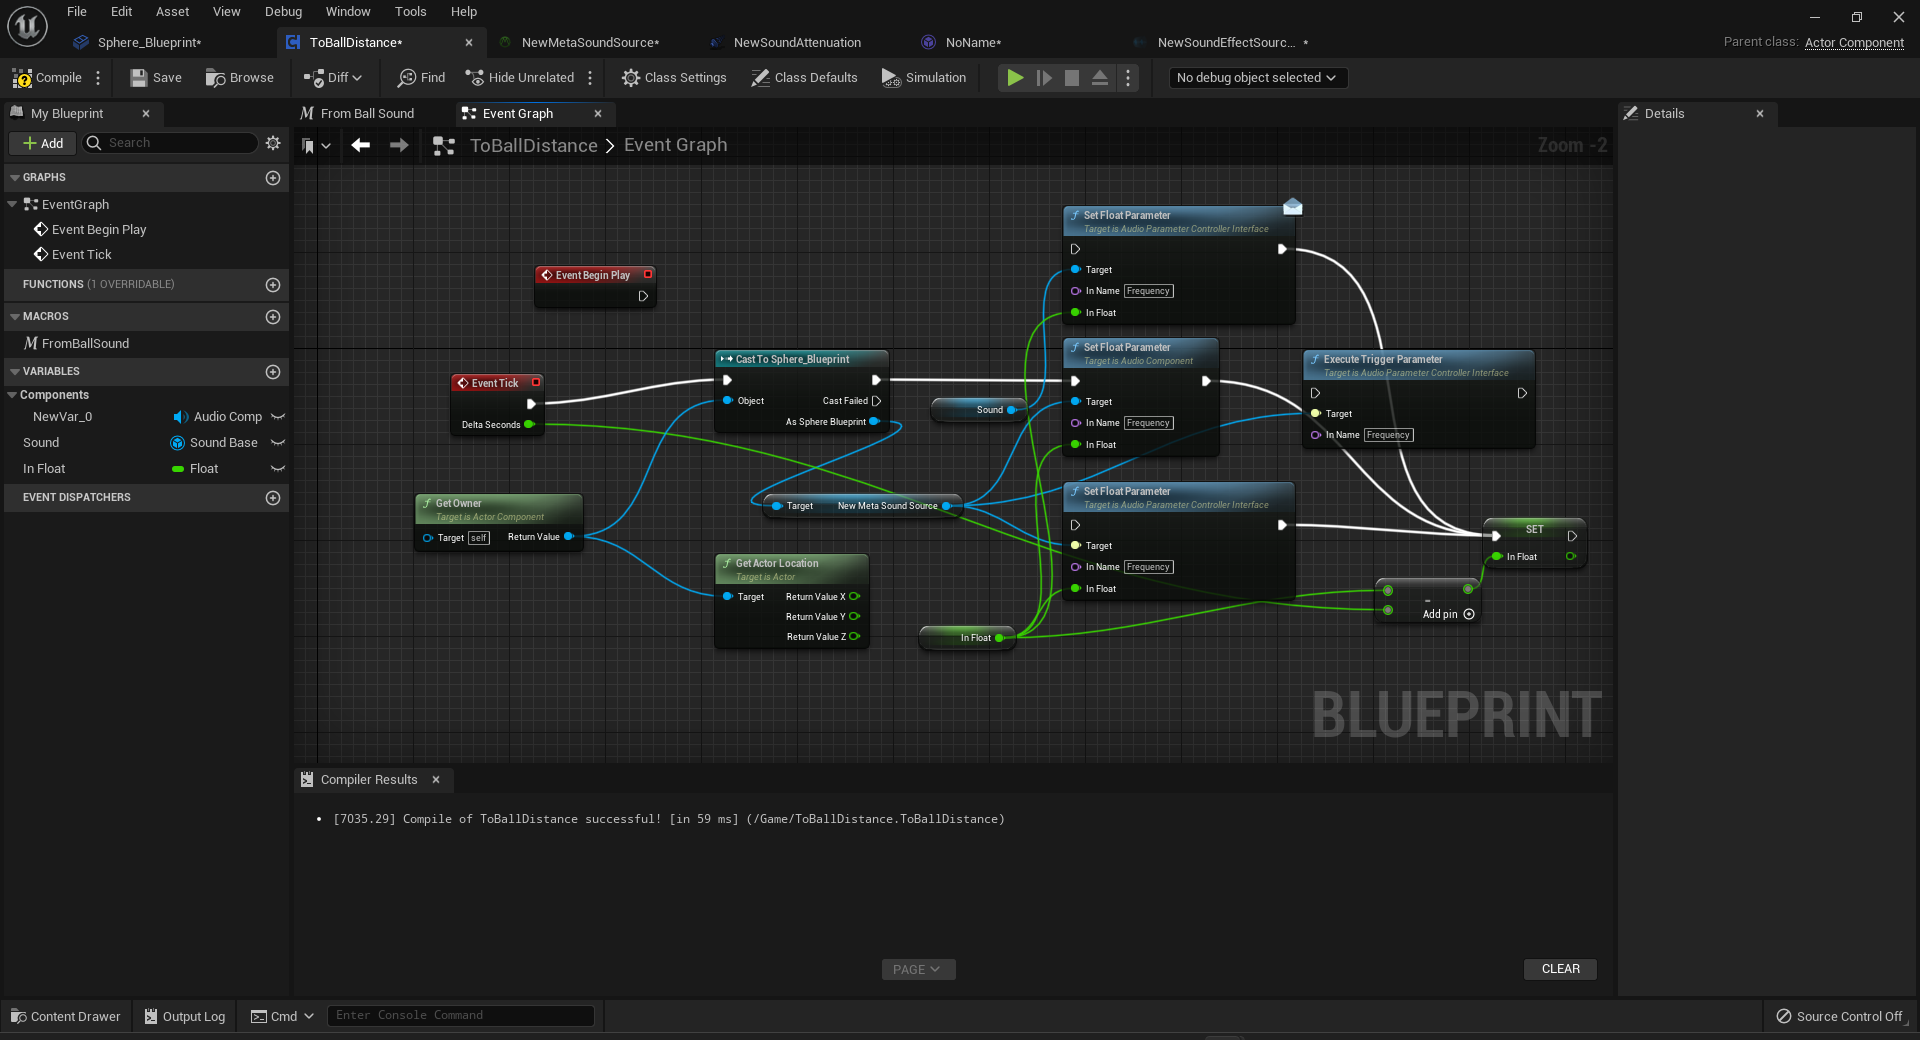 File Edit Asset View Debug Window Tools Help
Sphere_Blueprint* ToBallDistance* NewMetaSoundSource* NewSoundAttenuation NoName* NewSoundEffectSourc... *
Parent class: Actor Component
Compile Save Browse Diff Find Hide Unrelated Class Settings Class Defaults Simulation No debug object selected
My Blueprint
Add Search
GRAPHS
EventGraph
Event Begin Play
Event Tick
FUNCTIONS (1 OVERRIDABLE)
MACROS
FromBallSound
VARIABLES
Components
NewVar_0 Audio Comp
Sound Sound Base
In Float Float
EVENT DISPATCHERS
From Ball Sound Event Graph
ToBallDistance > Event Graph
Zoom -2
Event Begin Play
Event Tick
Delta Seconds
Get Owner
Target is Actor Component
Target self Return Value
Cast To Sphere_Blueprint
Object Cast Failed
As Sphere Blueprint
Target New Meta Sound Source
Get Actor Location
Target is Actor
Target Return Value X
Return Value Y
Return Value Z
Sound
In Float
Set Float Parameter
Target is Audio Parameter Controller Interface
Target
In Name Frequency
In Float
Set Float Parameter
Target is Audio Component
Target
In Name Frequency
In Float
Set Float Parameter
Target is Audio Parameter Controller Interface
Target
In Name Frequency
In Float
Execute Trigger Parameter
Target is Audio Parameter Controller Interface
Target
In Name Frequency
SET
In Float
-
Add pin
BLUEPRINT
Compiler Results
• [7035.29] Compile of ToBallDistance successful! [in 59 ms] (/Game/ToBallDistance.ToBallDistance)
PAGE
CLEAR
Details
Content Drawer Output Log Cmd Enter Console Command Source Control Off